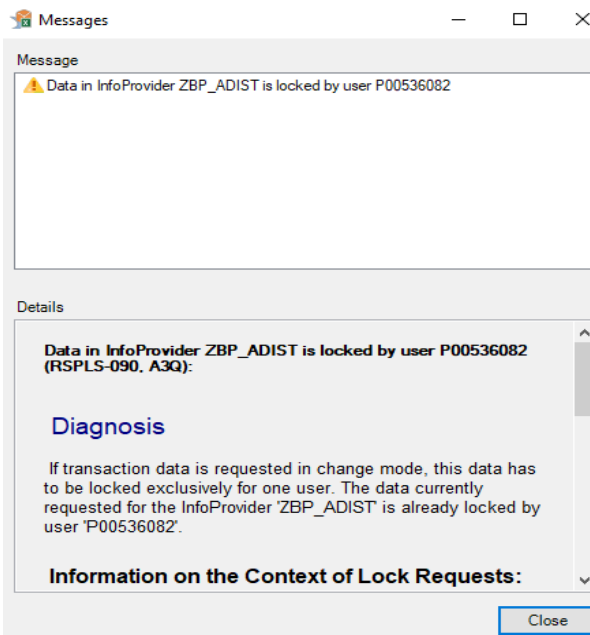 Messages
Message
Data in InfoProvider ZBP_ADIST is locked by user P00536082
Details
Data in InfoProvider ZBP_ADIST is locked by user P00536082
(RSPLS-090, A3Q):
Diagnosis
If transaction data is requested in change mode, this data has
to be locked exclusively for one user. The data currently
requested for the InfoProvider 'ZBP_ADIST' is already locked by
user 'P00536082'.
Information on the Context of Lock Requests:
Close